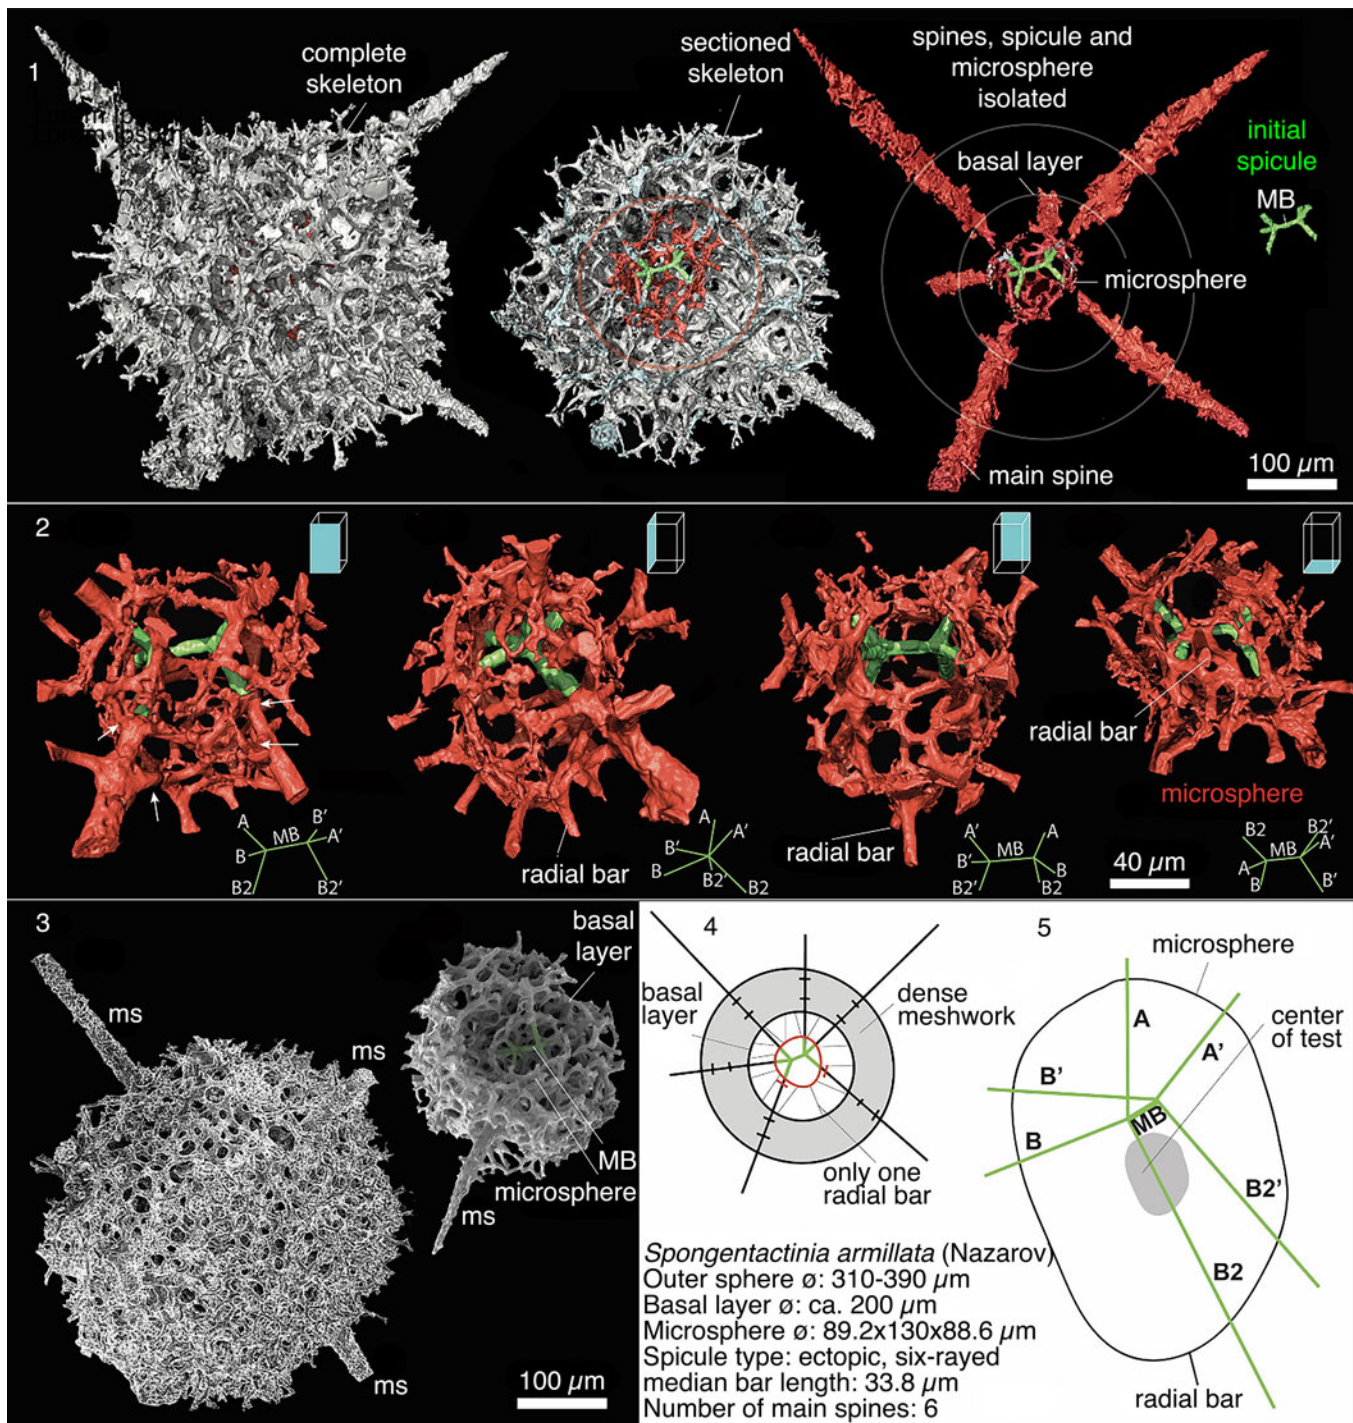 1
complete
skeleton
sectioned
skeleton
spines, spicule and
microsphere
isolated
basal layer
microsphere
main spine
initial
spicule
MB
100 µm
2
A
B
MB
B'
A'
B2
B2'
radial bar
A
A'
B'
B
B2'
B2
radial bar
A'
B'
MB
B2'
A
B
B2
radial bar
microsphere
40 µm
B2
A
B
MB
B2'
A'
B'
3
ms
ms
ms
basal
layer
MB
microsphere
ms
100 µm
4
basal
layer
dense
meshwork
only one
radial bar
5
microsphere
center
of test
A
A'
B'
B
MB
B2'
B2
radial bar
Spongentactinia armillata (Nazarov)
Outer sphere ø: 310-390 µm
Basal layer ø: ca. 200 µm
Microsphere ø: 89.2x130x88.6 µm
Spicule type: ectopic, six-rayed
median bar length: 33.8 µm
Number of main spines: 6